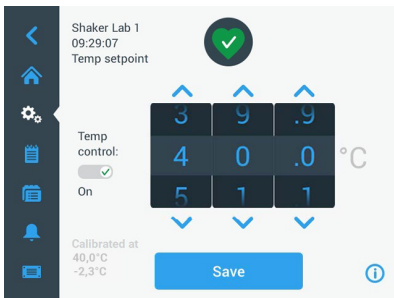 Shaker Lab 1
09:29:07
Temp setpoint
3 9 .9
Temp
control:
4 0 .0 °C
On
5 1 .1
Calibrated at
40,0°C
-2,3°C
Save